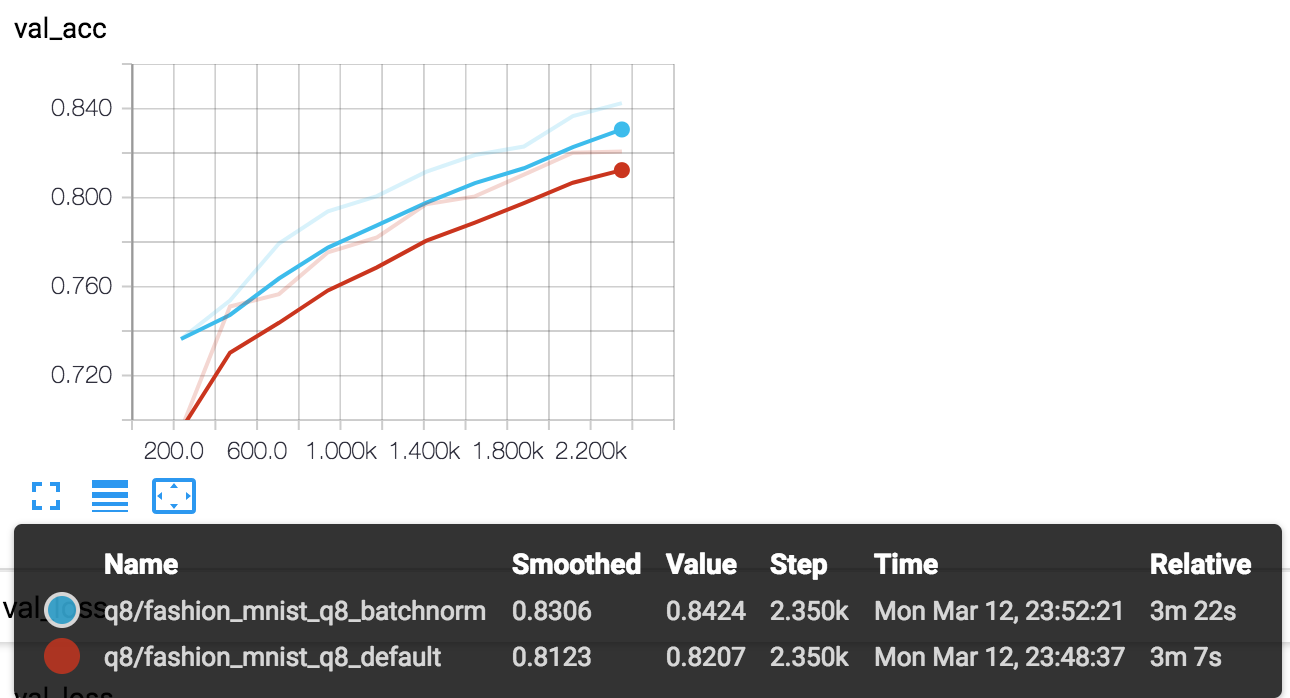 val_acc
0.840
0.800
0.760
0.720
200.0 600.0 1.000k 1.400k 1.800k 2.200k
Name Smoothed Value Step Time Relative
val_loss
q8/fashion_mnist_q8_batchnorm 0.8306 0.8424 2.350k Mon Mar 12, 23:52:21 3m 22s
q8/fashion_mnist_q8_default 0.8123 0.8207 2.350k Mon Mar 12, 23:48:37 3m 7s
val_loss